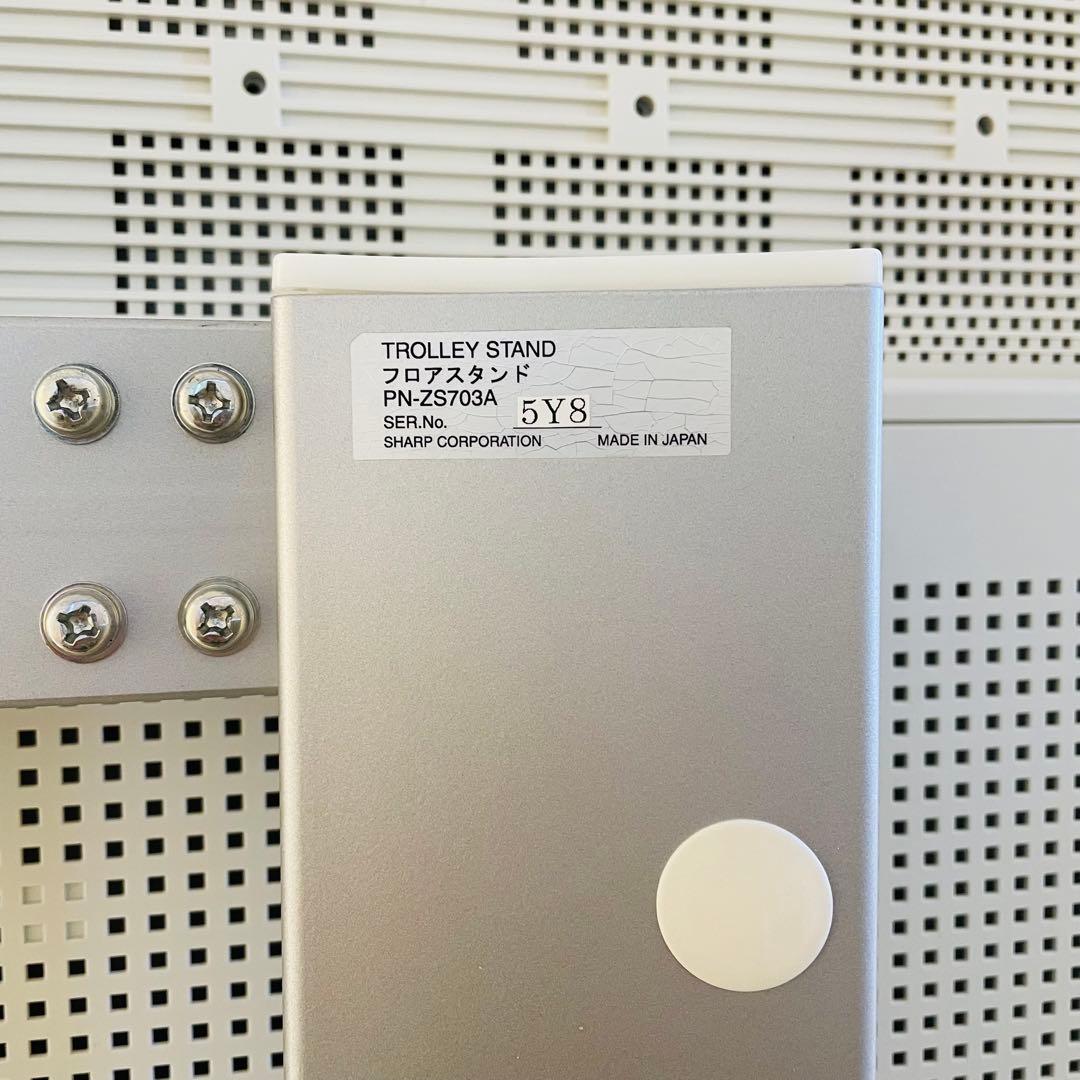 TROLLEY STAND
フロアスタンド
PN-ZS703A
SER.No. 5Y8
SHARP CORPORATION MADE IN JAPAN